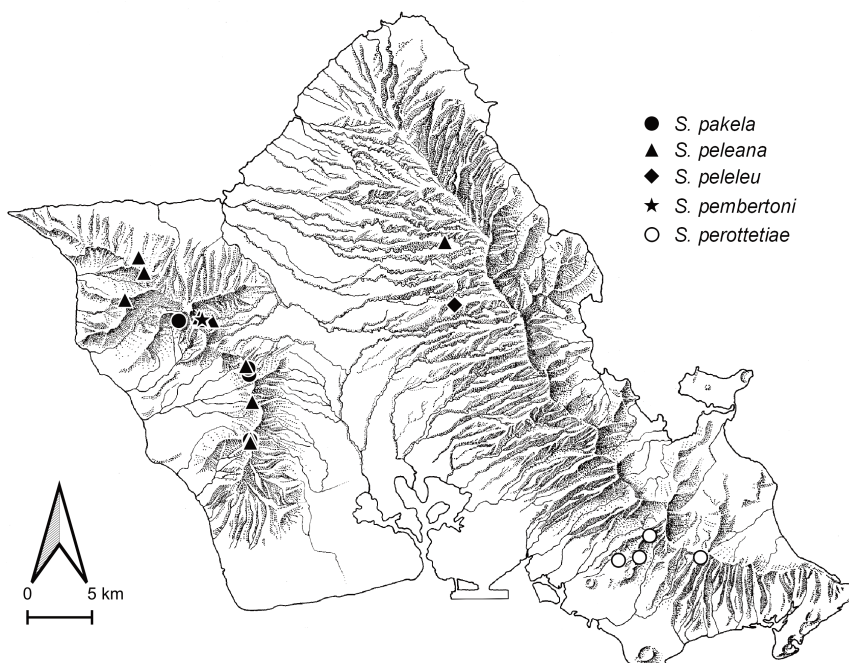 S. pakela
S. peleana
S. peleleu
S. pembertoni
S. perottetiae
0 5 km